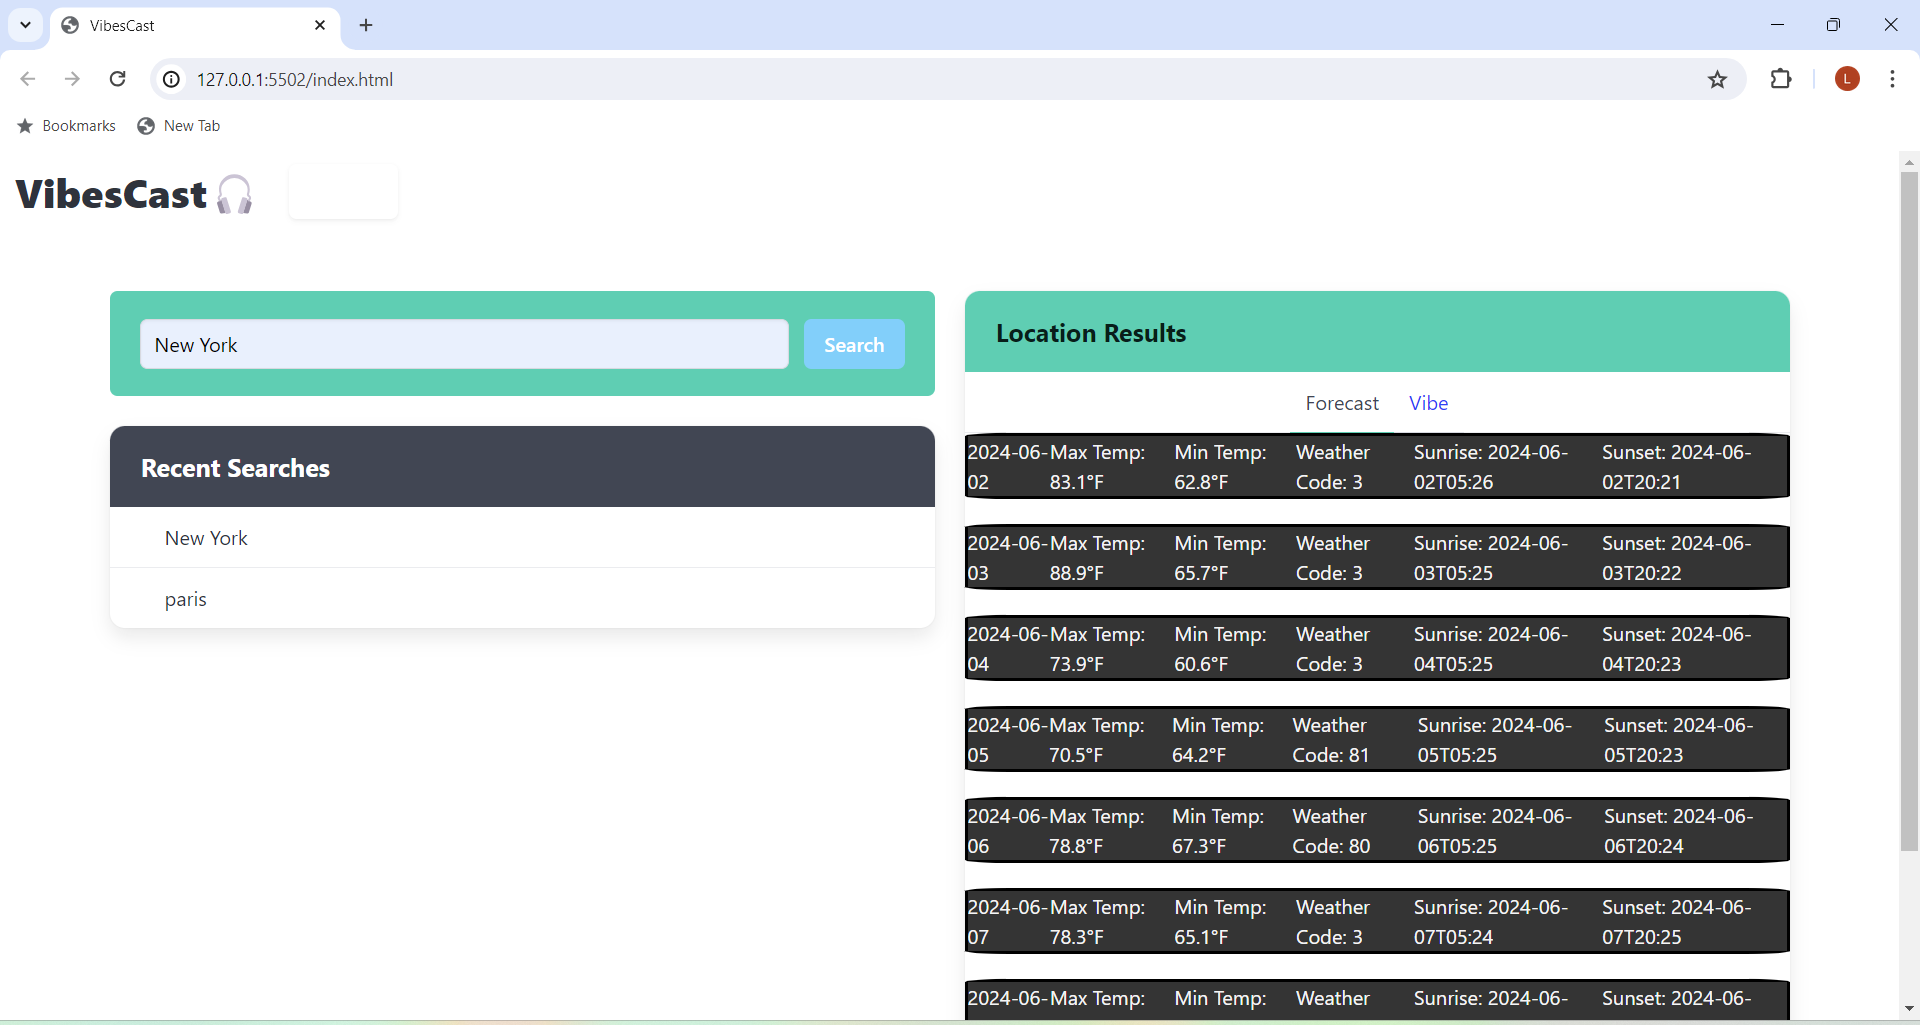 VibesCast
127.0.0.1:5502/index.html
L
Bookmarks New Tab
VibesCast
New York
Search
Recent Searches
New York
paris
Location Results
Forecast Vibe
2024-06- Max Temp: Min Temp: Weather Sunrise: 2024-06- Sunset: 2024-06-
02 83.1°F 62.8°F Code: 3 02T05:26 02T20:21
2024-06- Max Temp: Min Temp: Weather Sunrise: 2024-06- Sunset: 2024-06-
03 88.9°F 65.7°F Code: 3 03T05:25 03T20:22
2024-06- Max Temp: Min Temp: Weather Sunrise: 2024-06- Sunset: 2024-06-
04 73.9°F 60.6°F Code: 3 04T05:25 04T20:23
2024-06- Max Temp: Min Temp: Weather Sunrise: 2024-06- Sunset: 2024-06-
05 70.5°F 64.2°F Code: 81 05T05:25 05T20:23
2024-06- Max Temp: Min Temp: Weather Sunrise: 2024-06- Sunset: 2024-06-
06 78.8°F 67.3°F Code: 80 06T05:25 06T20:24
2024-06- Max Temp: Min Temp: Weather Sunrise: 2024-06- Sunset: 2024-06-
07 78.3°F 65.1°F Code: 3 07T05:24 07T20:25
2024-06- Max Temp: Min Temp: Weather Sunrise: 2024-06- Sunset: 2024-06-